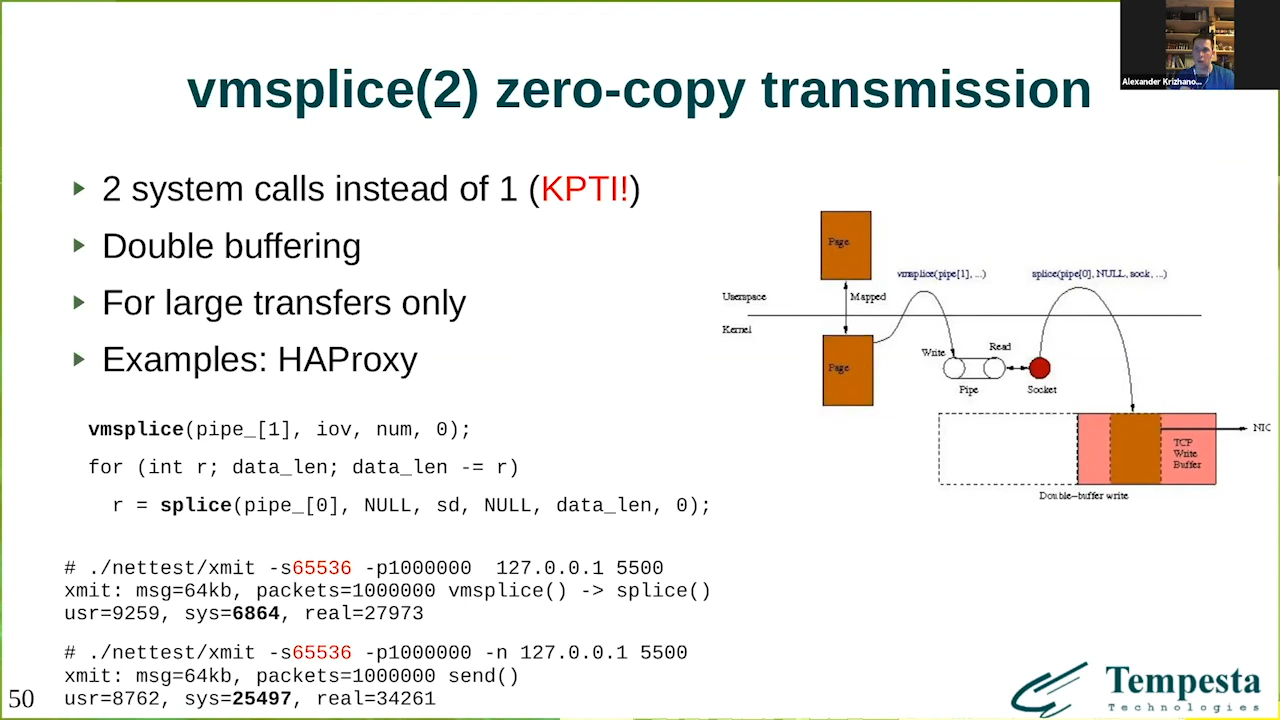 Alexander Krizhano...
vmsplice(2) zero-copy transmission
2 system calls instead of 1 (KPTI!)
Double buffering
For large transfers only
Examples: HAProxy
vmsplice(pipe_[1], iov, num, 0);
for (int r; data_len; data_len -= r)
r = splice(pipe_[0], NULL, sd, NULL, data_len, 0);
# ./nettest/xmit -s65536 -p1000000  127.0.0.1 5500
xmit: msg=64kb, packets=1000000 vmsplice() -> splice()
usr=9259, sys=6864, real=27973
# ./nettest/xmit -s65536 -p1000000 -n 127.0.0.1 5500
xmit: msg=64kb, packets=1000000 send()
usr=8762, sys=25497, real=34261
Page
vmsplice(pipe[1], ...)
splice(pipe[0], NULL, sock, ...)
Userspace
Mapped
Kernel
Page
Write
Read
Pipe
Socket
TCP
Write
Buffer
NIC
Double-buffer write
50
Tempesta
Technologies